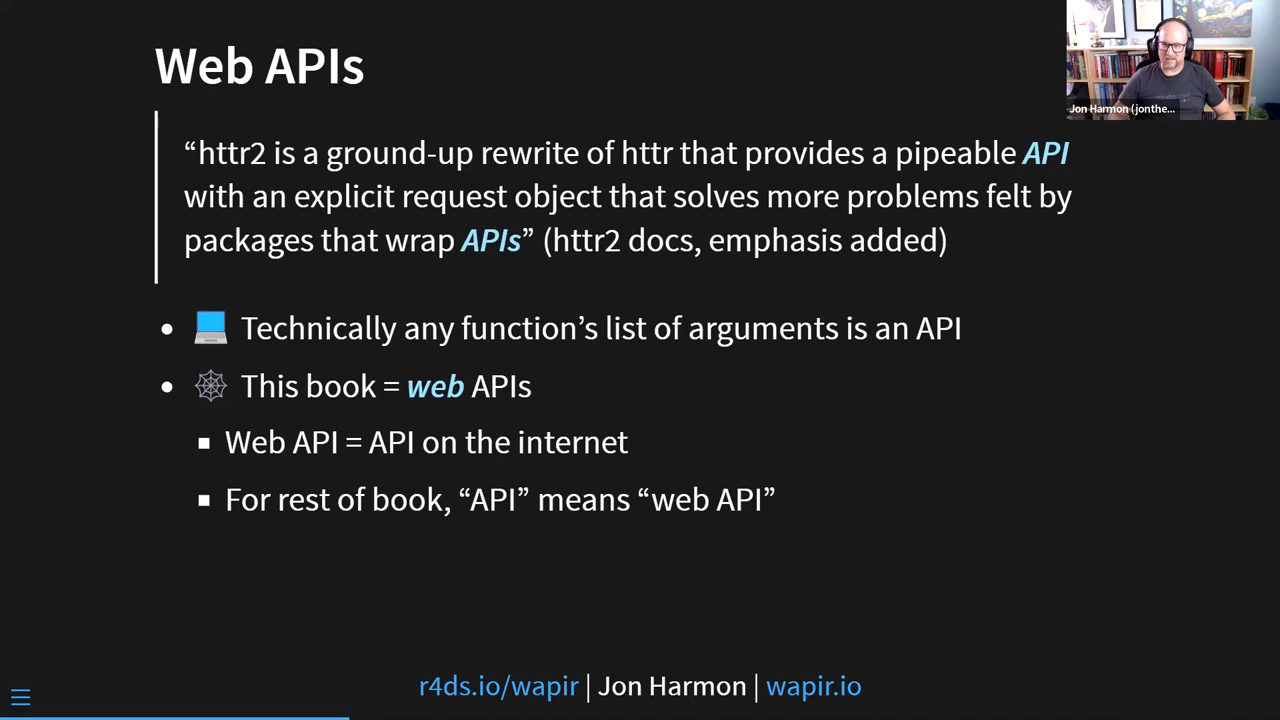 Web APIs
Jon Harmon (jonthe...
“httr2 is a ground-up rewrite of httr that provides a pipeable API
with an explicit request object that solves more problems felt by
packages that wrap APIs” (httr2 docs, emphasis added)
• Technically any function’s list of arguments is an API
• This book = web APIs
▪ Web API = API on the internet
▪ For rest of book, “API” means “web API”
r4ds.io/wapir | Jon Harmon | wapir.io